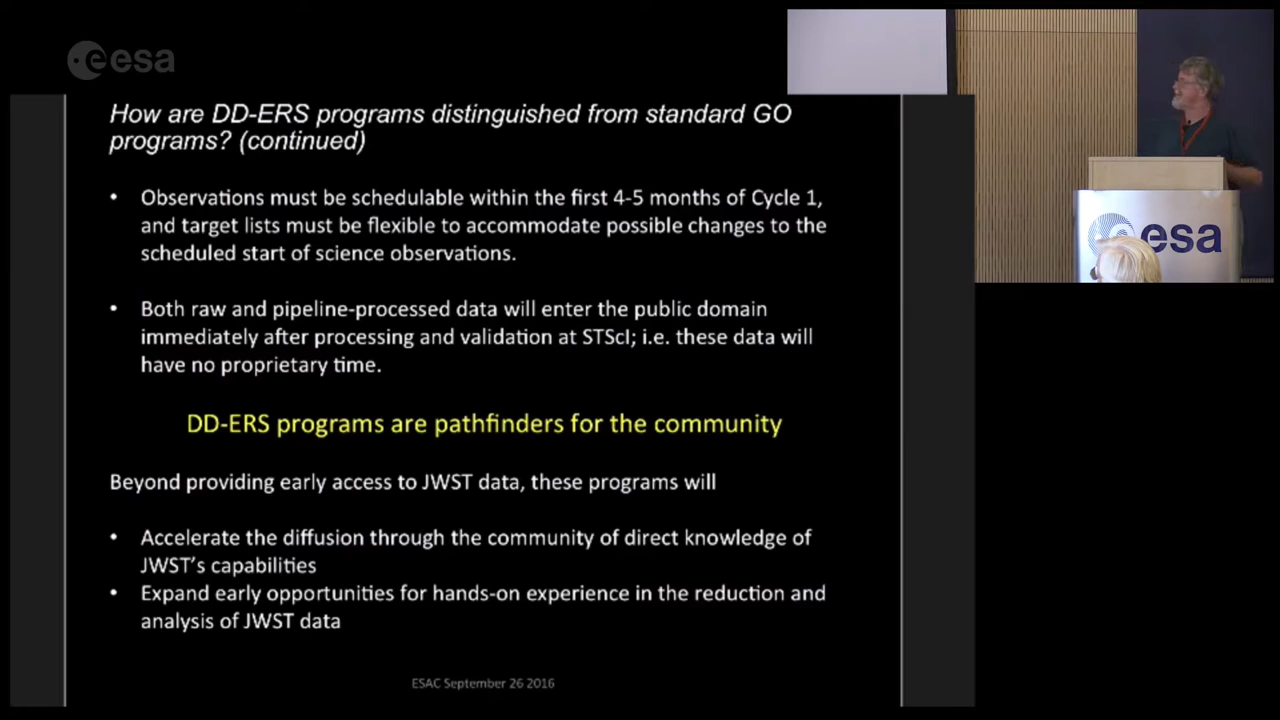 esa
How are DD-ERS programs distinguished from standard GO
programs? (continued)
• Observations must be schedulable within the first 4-5 months of Cycle 1,
and target lists must be flexible to accommodate possible changes to the
scheduled start of science observations.
• Both raw and pipeline-processed data will enter the public domain
immediately after processing and validation at STScI; i.e. these data will
have no proprietary time.
DD-ERS programs are pathfinders for the community
Beyond providing early access to JWST data, these programs will
• Accelerate the diffusion through the community of direct knowledge of
JWST's capabilities
• Expand early opportunities for hands-on experience in the reduction and
analysis of JWST data
ESAC September 26 2016
esa